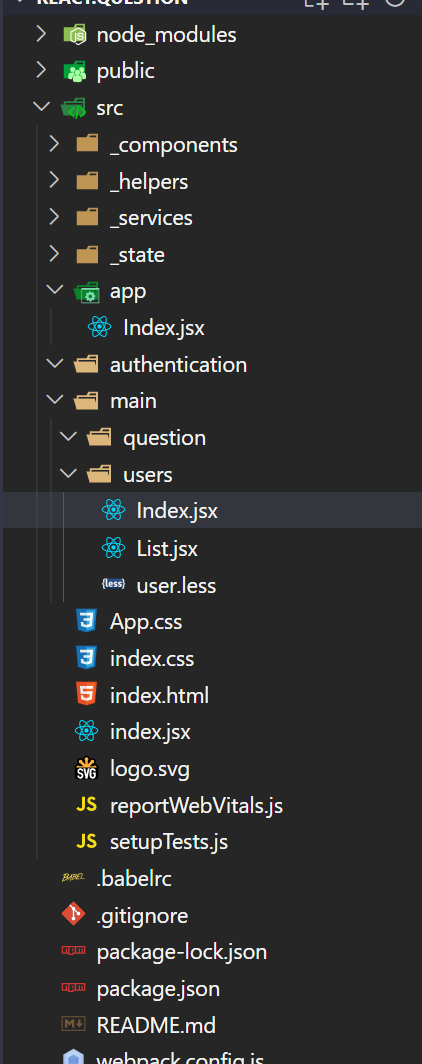 REACT.QUESTION
node_modules
public
src
_components
_helpers
_services
_state
app
Index.jsx
authentication
main
question
users
Index.jsx
List.jsx
{less} user.less
App.css
index.css
index.html
index.jsx
SVG logo.svg
JS reportWebVitals.js
JS setupTests.js
BABEL .babelrc
.gitignore
package-lock.json
package.json
README.md
webpack.config.js